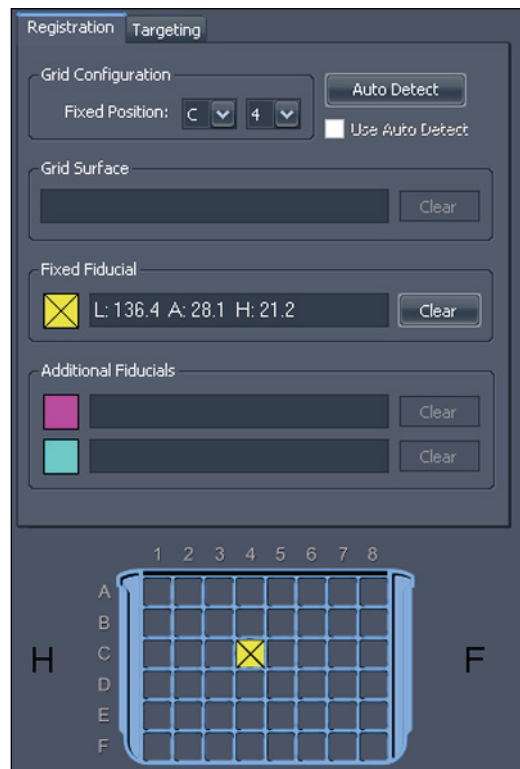 Registration Targeting
Grid Configuration
Auto Detect
Fixed Position: C 4
Use Auto Detect
Grid Surface
Clear
Fixed Fiducial
L: 136.4 A: 28.1 H: 21.2 Clear
Additional Fiducials
Clear
Clear
1 2 3 4 5 6 7 8
A
B
H C F
D
E
F